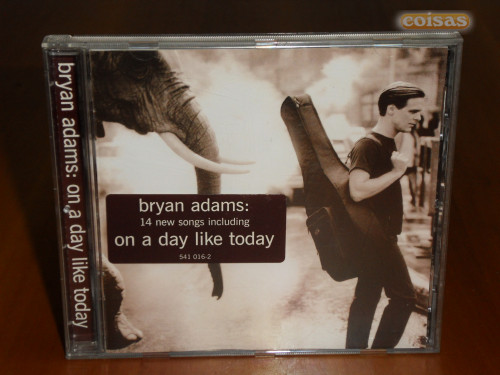 coisas
bryan adams: on a day like today
bryan adams:
14 new songs including
on a day like today
541 016-2